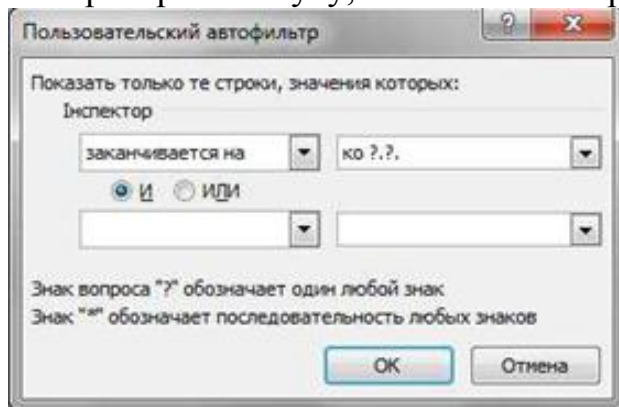 Пользовательский автофильтр
Показать только те строки, значения которых:
Інспектор
заканчивается на
ко ?.?.
И ИЛИ
Знак вопроса "?" обозначает один любой знак
Знак "*" обозначает последовательность любых знаков
OK Отмена